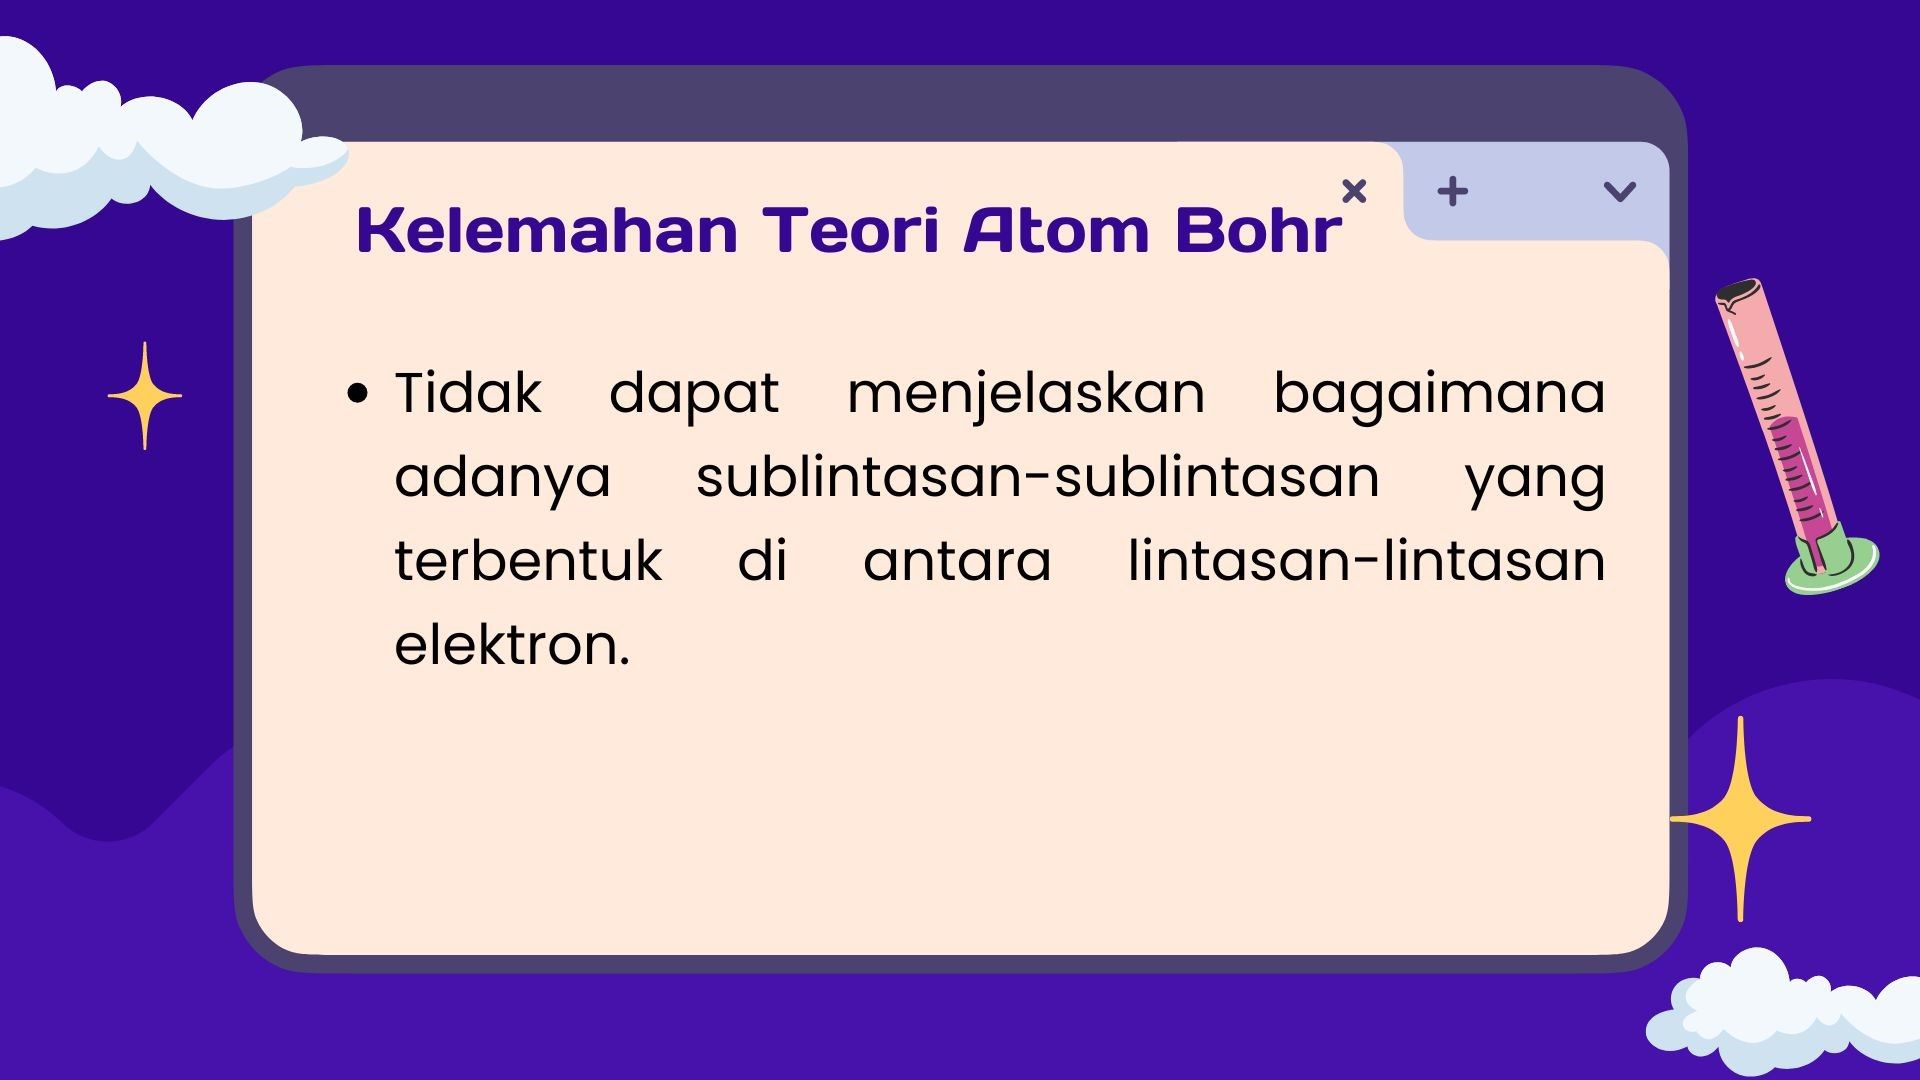 Kelemahan Teori Atom Bohr
• Tidak dapat menjelaskan bagaimana
adanya sublintasan-sublintasan yang
terbentuk di antara lintasan-lintasan
elektron.